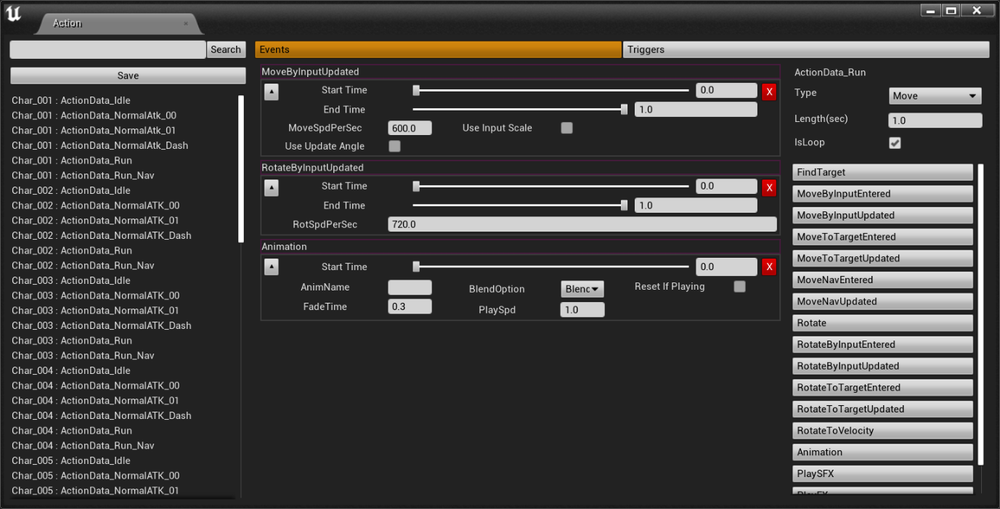 Action
Search
Save
Char_001 : ActionData_Idle
Char_001 : ActionData_NormalAtk_00
Char_001 : ActionData_NormalAtk_01
Char_001 : ActionData_NormalAtk_Dash
Char_001 : ActionData_Run
Char_001 : ActionData_Run_Nav
Char_002 : ActionData_Idle
Char_002 : ActionData_NormalATK_00
Char_002 : ActionData_NormalATK_01
Char_002 : ActionData_NormalATK_Dash
Char_002 : ActionData_Run
Char_002 : ActionData_Run_Nav
Char_003 : ActionData_Idle
Char_003 : ActionData_NormalATK_00
Char_003 : ActionData_NormalATK_01
Char_003 : ActionData_NormalATK_Dash
Char_003 : ActionData_Run
Char_003 : ActionData_Run_Nav
Char_004 : ActionData_Idle
Char_004 : ActionData_NormalATK_00
Char_004 : ActionData_NormalATK_01
Char_004 : ActionData_NormalATK_Dash
Char_004 : ActionData_Run
Char_004 : ActionData_Run_Nav
Char_005 : ActionData_Idle
Char_005 : ActionData_NormalATK_00
Char_005 : ActionData_NormalATK_01
Events
Triggers
MoveByInputUpdated
Start Time 0.0 X
End Time 1.0
MoveSpdPerSec 600.0 Use Input Scale
Use Update Angle
RotateByInputUpdated
Start Time 0.0 X
End Time 1.0
RotSpdPerSec 720.0
Animation
Start Time 0.0 X
AnimName BlendOption Blenc Reset If Playing
FadeTime 0.3 PlaySpd 1.0
ActionData_Run
Type Move
Length(sec) 1.0
IsLoop
FindTarget
MoveByInputEntered
MoveByInputUpdated
MoveToTargetEntered
MoveToTargetUpdated
MoveNavEntered
MoveNavUpdated
Rotate
RotateByInputEntered
RotateByInputUpdated
RotateToTargetEntered
RotateToTargetUpdated
RotateToVelocity
Animation
PlaySFX